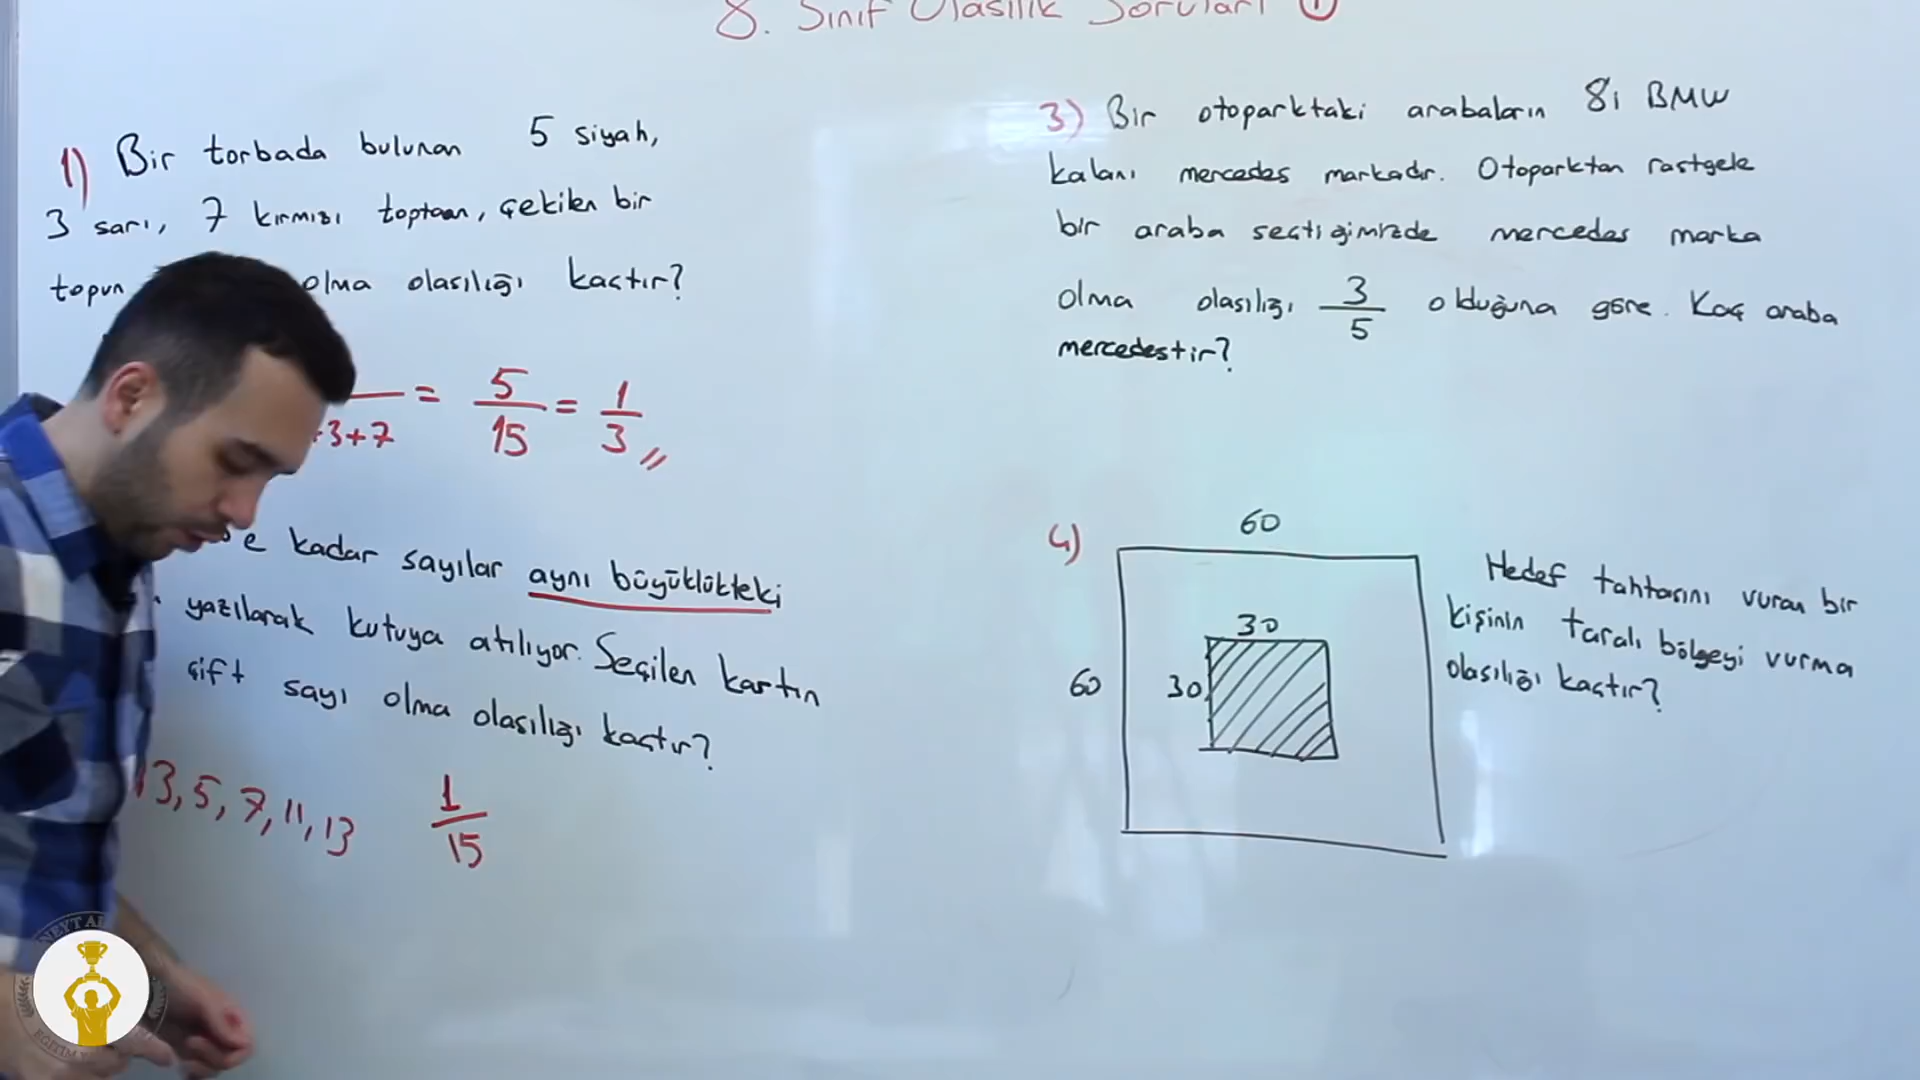 8. Sınıf Olasılık Soruları 1
1) Bir torbada bulunan 5 siyah,
3 sarı, 7 kırmızı toptan, çekilen bir
topun olma olasılığı kaçtır?
+3+7 = 5/15 = 1/3 //
e kadar sayılar aynı büyüklükteki
yazılarak kutuya atılıyor. Seçilen kartın
çift sayı olma olasılığı kaçtır?
3, 5, 7, 11, 13 1/15
3) Bir otoparktaki arabaların 8i BMW
kalanı mercedes markadır. Otoparktan rastgele
bir araba seçtiğimizde mercedes marka
olma olasılığı 3/5 olduğuna göre. Kaç araba
mercedestir?
4) 60
30
60 30
Hedef tahtasını vuran bir
kişinin taralı bölgeyi vurma
olasılığı kaçtır?